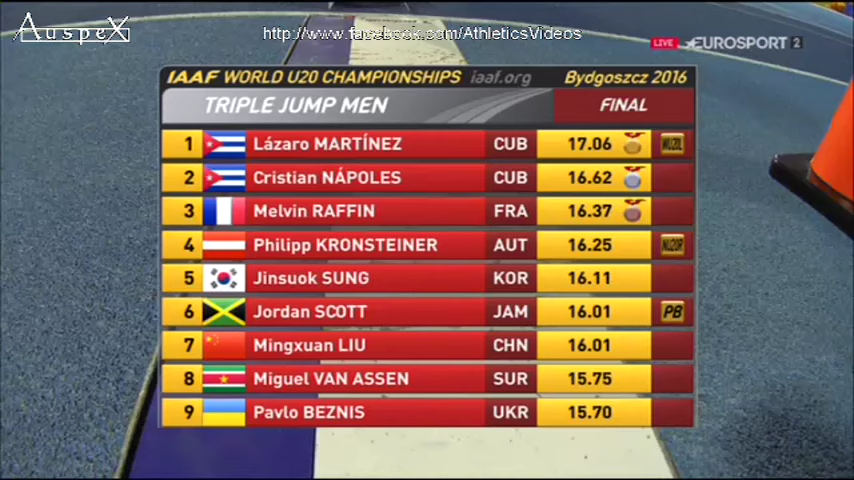 AuspeX
http://www.facebook.com/AthleticsVideos
LIVE EUROSPORT 2
IAAF WORLD U20 CHAMPIONSHIPS iaaf.org Bydgoszcz 2016
TRIPLE JUMP MEN FINAL
1 Lázaro MARTÍNEZ CUB 17.06 WU20L
2 Cristian NÁPOLES CUB 16.62
3 Melvin RAFFIN FRA 16.37
4 Philipp KRONSTEINER AUT 16.25 NU20R
5 Jinsuok SUNG KOR 16.11
6 Jordan SCOTT JAM 16.01 PB
7 Mingxuan LIU CHN 16.01
8 Miguel VAN ASSEN SUR 15.75
9 Pavlo BEZNIS UKR 15.70